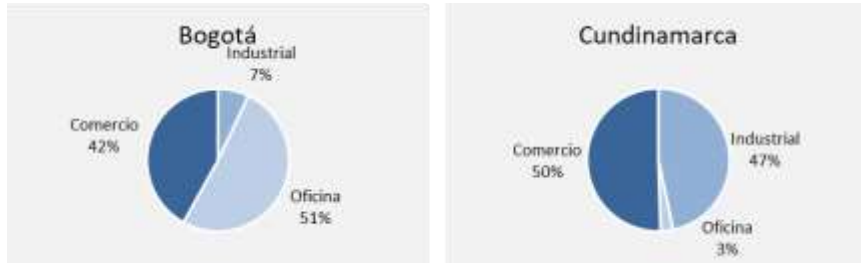 Bogotá
Industrial
7%
Comercio
42%
Oficina
51%
Cundinamarca
Industrial
47%
Comercio
50%
Oficina
3%